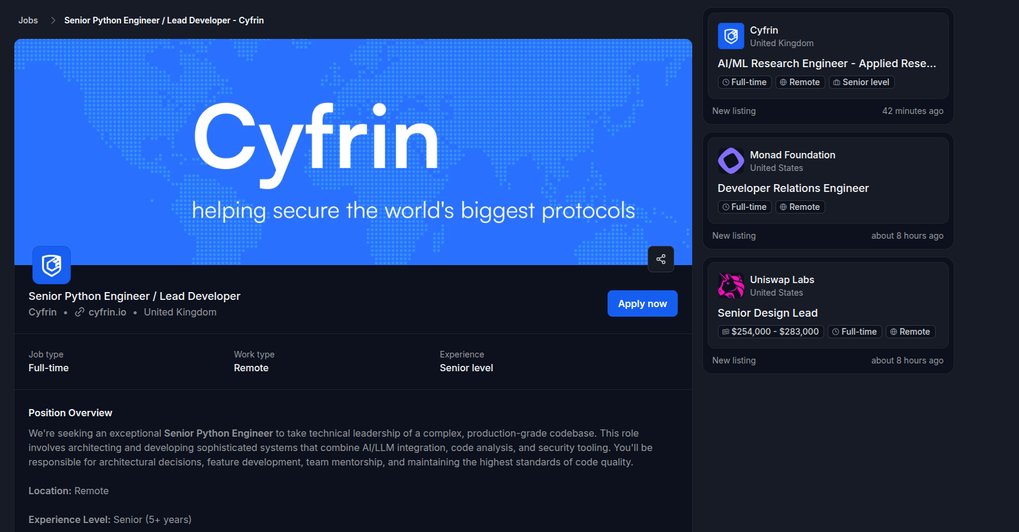 Jobs > Senior Python Engineer / Lead Developer - Cyfrin
Cyfrin
helping secure the world's biggest protocols
Senior Python Engineer / Lead Developer
Cyfrin • cyfrin.io • United Kingdom
Apply now
Job type
Full-time
Work type
Remote
Experience
Senior level
Position Overview
We're seeking an exceptional Senior Python Engineer to take technical leadership of a complex, production-grade codebase. This role
involves architecting and developing sophisticated systems that combine AI/LLM integration, code analysis, and security tooling. You'll be
responsible for architectural decisions, feature development, team mentorship, and maintaining the highest standards of code quality.
Location: Remote
Experience Level: Senior (5+ years)
Cyfrin
United Kingdom
AI/ML Research Engineer - Applied Rese...
Full-time Remote Senior level
New listing 42 minutes ago
Monad Foundation
United States
Developer Relations Engineer
Full-time Remote
New listing about 8 hours ago
Uniswap Labs
United States
Senior Design Lead
$254,000 - $283,000 Full-time Remote
New listing about 8 hours ago